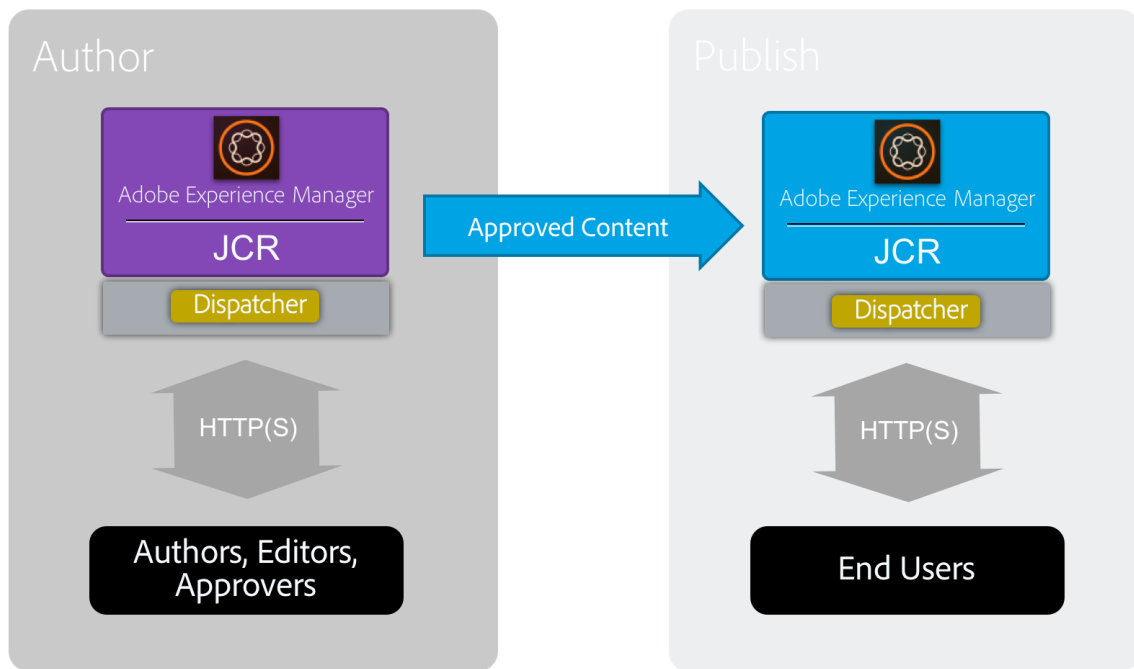 Author
Adobe Experience Manager
JCR
Dispatcher
HTTP(S)
Authors, Editors,
Approvers
Approved Content
Publish
Adobe Experience Manager
JCR
Dispatcher
HTTP(S)
End Users